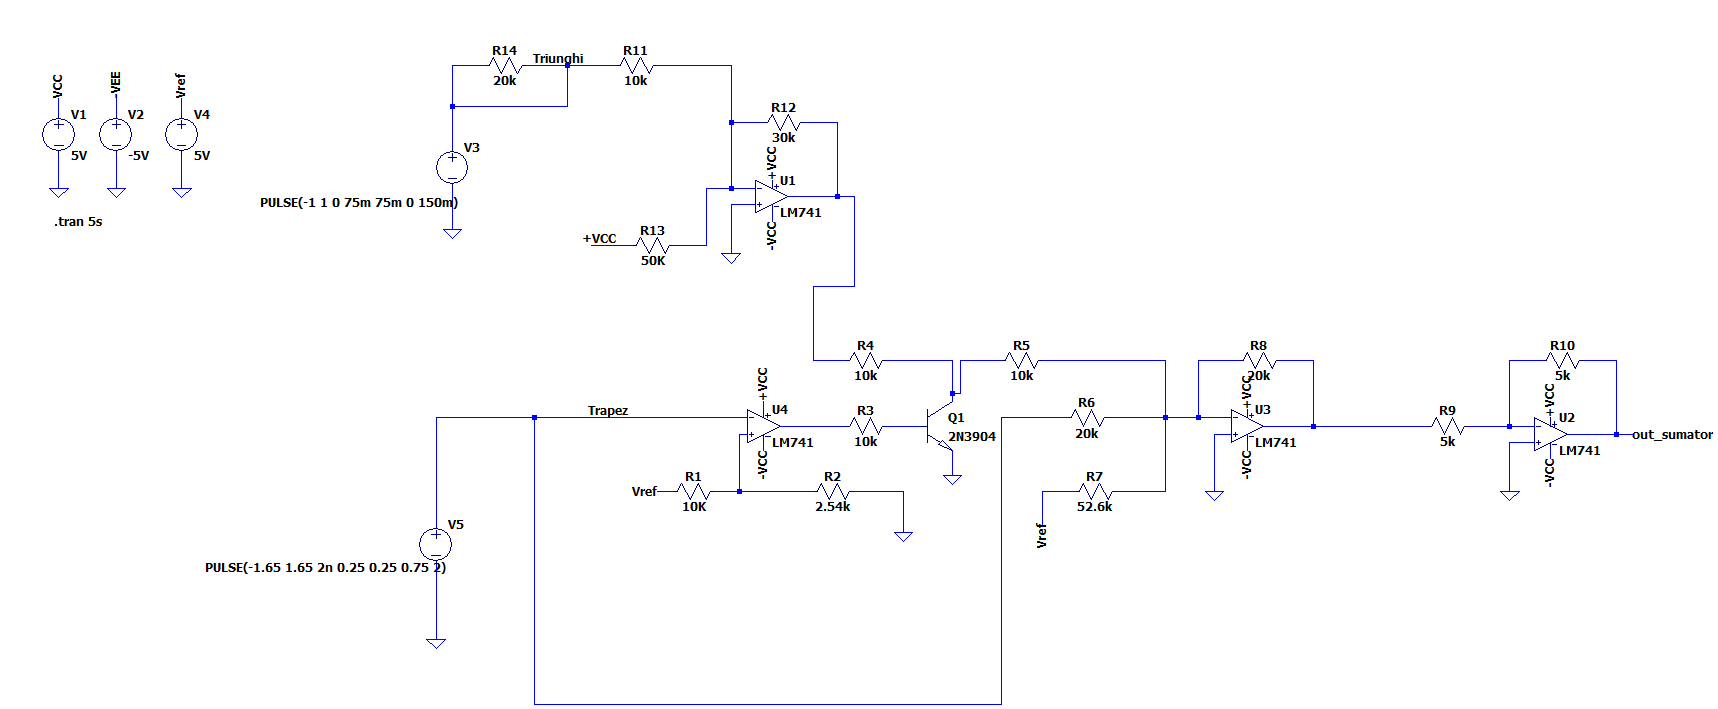 VCC
V1
5V
-VEE
V2
-5V
Vref
V4
5V
.tran 5s
R14
20k
Triunghi
R11
10k
V3
PULSE(-1 1 0 75m 75m 0 150m)
R12
30k
+VCC
U1
LM741
-VCC
+VCC
R13
50K
R4
10k
R5
10k
Trapez
+VCC
U4
LM741
-VCC
R3
10k
Q1
2N3904
Vref
R1
10K
R2
2.54k
V5
PULSE(-1.65 1.65 2n 0.25 0.25 0.75 2)
R6
20k
R7
52.6k
Vref
R8
20k
+VCC
U3
LM741
-VCC
R9
5k
R10
5k
+VCC
U2
LM741
-VCC
out_sumator